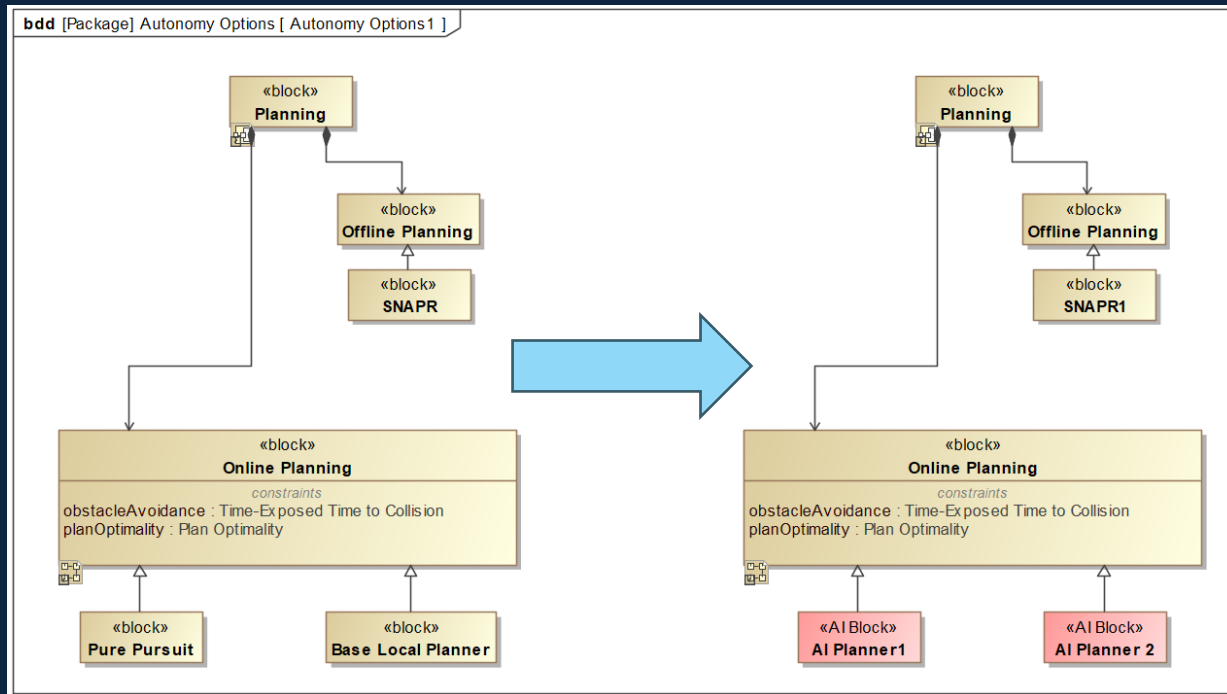 bdd [Package] Autonomy Options [ Autonomy Options1 ]
«block»
Planning
«block»
Offline Planning
«block»
SNAPR
«block»
Online Planning
constraints
obstacleAvoidance : Time-Exposed Time to Collision
planOptimality : Plan Optimality
«block»
Pure Pursuit
«block»
Base Local Planner
«block»
Planning
«block»
Offline Planning
«block»
SNAPR1
«block»
Online Planning
constraints
obstacleAvoidance : Time-Exposed Time to Collision
planOptimality : Plan Optimality
«AI Block»
AI Planner1
«AI Block»
AI Planner 2